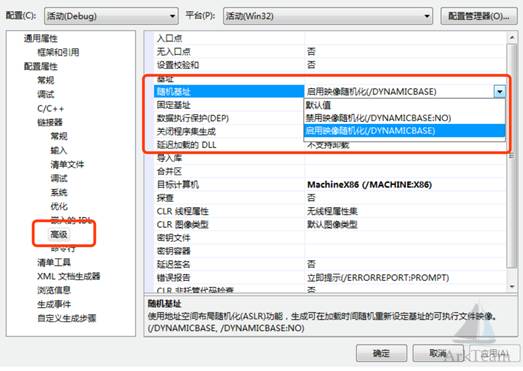 配置(C): 活动(Debug) 平台(P): 活动(Win32) 配置管理器(O)...
通用属性
框架和引用
配置属性
常规
调试
C/C++
链接器
常规
输入
清单文件
调试
系统
优化
嵌入的 IDL
高级
命令行
清单工具
XML 文档生成器
浏览信息
生成事件
自定义生成步骤
入口点
无入口点 否
设置校验和 否
基址
随机基址 启用映像随机化(/DYNAMICBASE)
固定基址 默认值
数据执行保护(DEP) 禁用映像随机化(/DYNAMICBASE:NO)
关闭程序集生成 启用映像随机化(/DYNAMICBASE)
延迟加载的 DLL 不支持卸载
导入库
合并区
目标计算机 MachineX86 (/MACHINE:X86)
探查 否
CLR 线程属性 无线程属性集
CLR 图像类型 默认图像类型
密钥文件
密钥容器
延迟签名 否
错误报告 立即提示(/ERRORREPORT:PROMPT)
CLR 非托管代码检查 否
随机基址
使用地址空间布局随机化(ASLR)功能，生成可在加载时间随机重新设定基址的可执行文件映像。
(/DYNAMICBASE, /DYNAMICBASE:NO)
确定 取消 应用(A)
ArkTeam